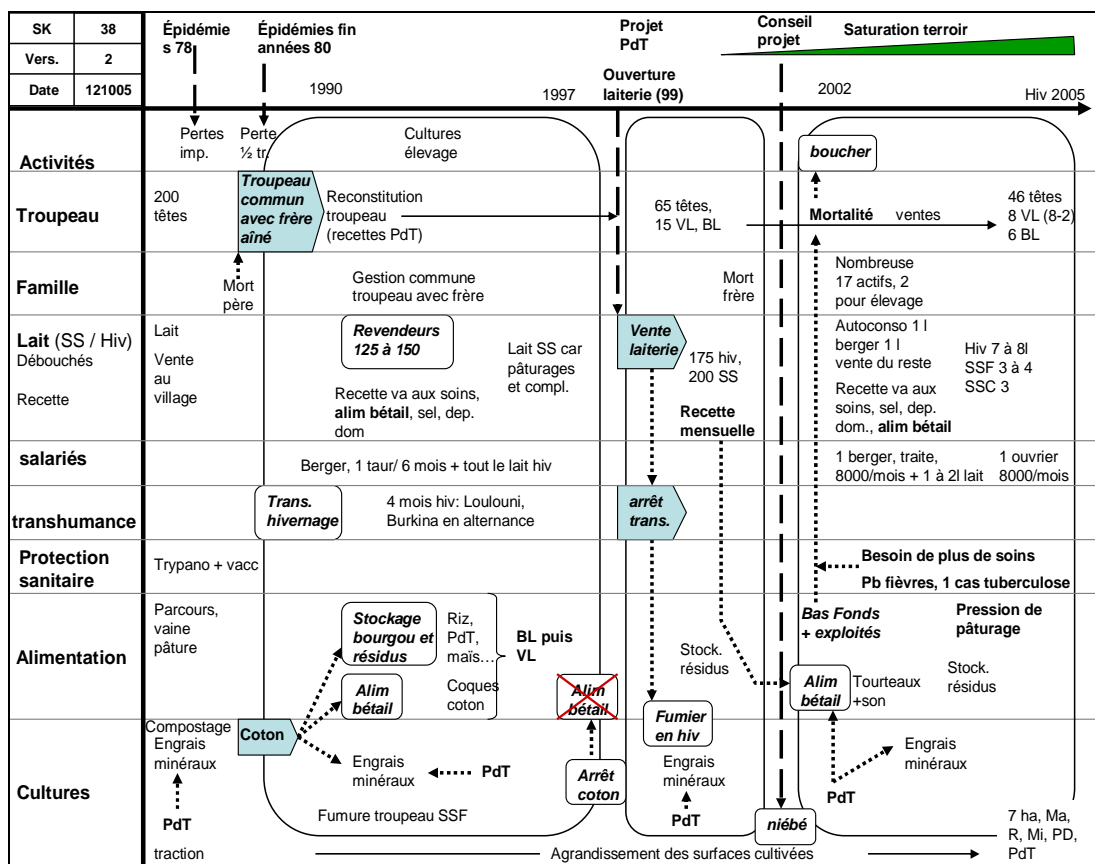 SK 38
Vers. 2
Date 121005
Épidémie
s 78
Épidémies fin
années 80
Projet
PdT
Conseil
projet
Saturation terroir
Ouverture
laiterie (99)
1990
1997
2002
Hiv 2005
Activités
Pertes
imp.
Perte
½ tr.
Cultures
élevage
boucher
Troupeau
200
têtes
Troupeau
commun
avec frère
aîné
Reconstitution
troupeau
(recettes PdT)
65 têtes,
15 VL, BL
Mortalité
ventes
46 têtes
8 VL (8-2)
6 BL
Famille
Mort
père
Gestion commune
troupeau avec frère
Mort
frère
Nombreuse
17 actifs, 2
pour élevage
Lait (SS / Hiv)
Débouchés
Recette
Lait
Vente
au
village
Revendeurs
125 à 150
Recette va aux soins,
alim bétail, sel, dep.
dom
Lait SS car
pâturages
et compl.
Vente
laiterie
175 hiv,
200 SS
Recette
mensuelle
Autoconso 1 l
berger 1 l
vente du reste
Recette va aux
soins, sel, dep.
dom., alim bétail
Hiv 7 à 8l
SSF 3 à 4
SSC 3
salariés
Berger, 1 taur/ 6 mois + tout le lait hiv
1 berger, traite,
8000/mois + 1 à 2l lait
1 ouvrier
8000/mois
transhumance
Trans.
hivernage
4 mois hiv: Loulouni,
Burkina en alternance
arrêt
trans.
Protection
sanitaire
Trypano + vacc
Besoin de plus de soins
Pb fièvres, 1 cas tuberculose
Alimentation
Parcours,
vaine
pâture
Stockage
bourgou et
résidus
Riz,
PdT,
maïs…
BL puis
VL
Alim
bétail
Coques
coton
Alim
bétail
Stock.
résidus
Bas Fonds
+ exploités
Pression de
pâturage
Alim
bétail
Tourteaux
+son
Stock.
résidus
Cultures
Compostage
Engrais
minéraux
PdT
traction
Coton
Engrais
minéraux
PdT
Fumure troupeau SSF
Arrêt
coton
Fumier
en hiv
Engrais
minéraux
PdT
niébé
Engrais
minéraux
PdT
7 ha, Ma,
R, Mi, PD,
PdT
Agrandissement des surfaces cultivées